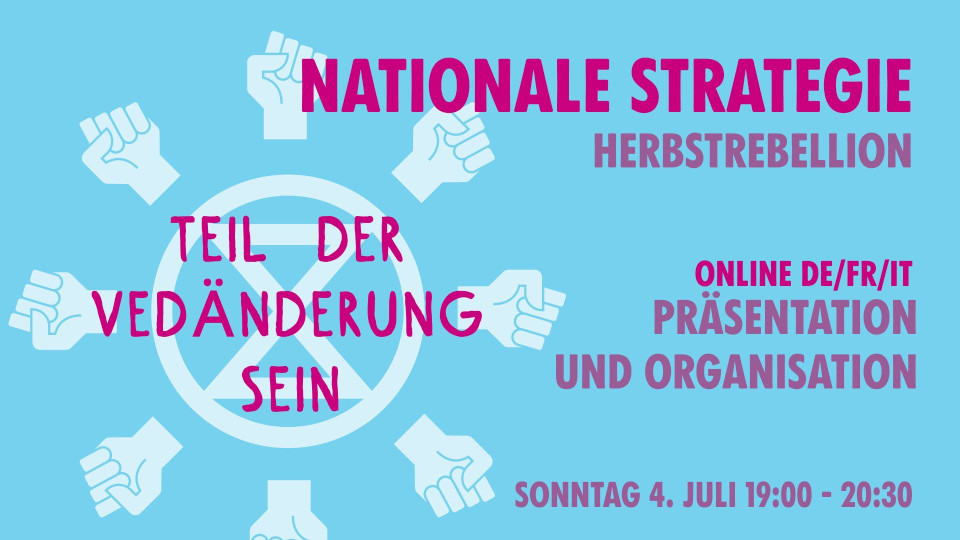 NATIONALE STRATEGIE
HERBSTREBELLION
TEIL DER
VEDÄNDERUNG
SEIN
ONLINE DE/FR/IT
PRÄSENTATION
UND ORGANISATION
SONNTAG 4. JULI 19:00 - 20:30